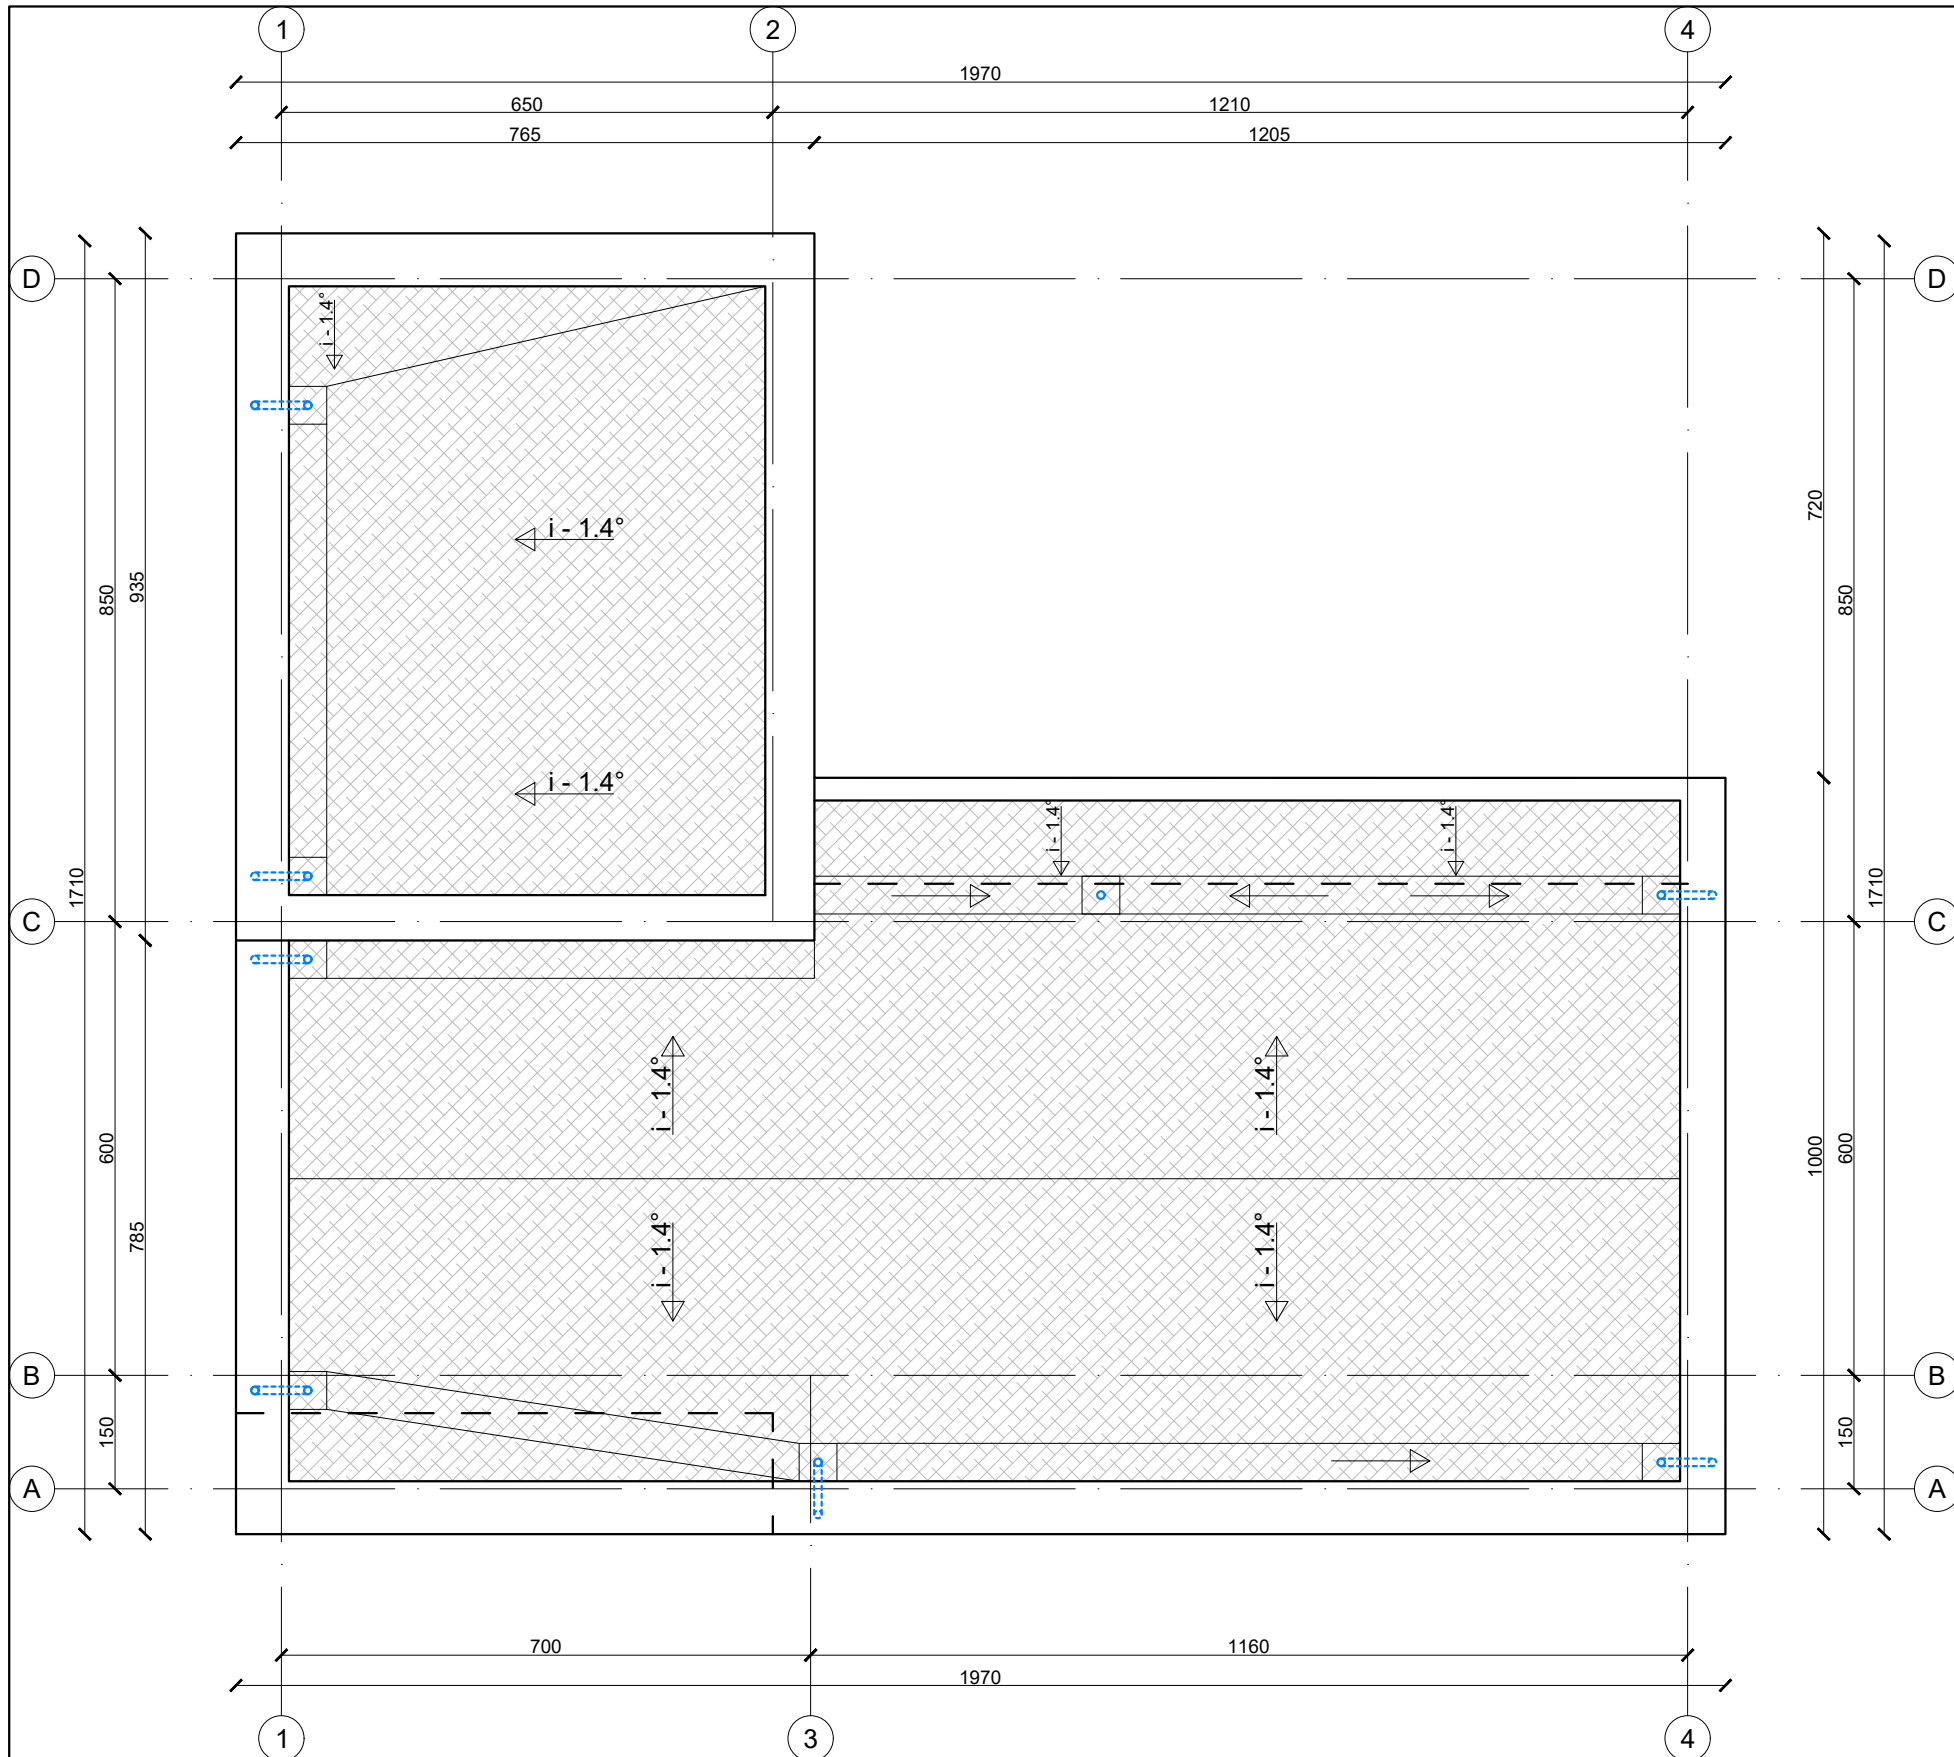 1 2 4
1970
650 1210
765 1205
D D
i - 1.4°
i - 1.4°
720
850 935 850
i - 1.4°
i - 1.4° i - 1.4°
1710 1710
C C
i - 1.4° i - 1.4°
600 1000 600
785
i - 1.4° i - 1.4°
B B
150 150
A A
700 1160
1970
1 3 4